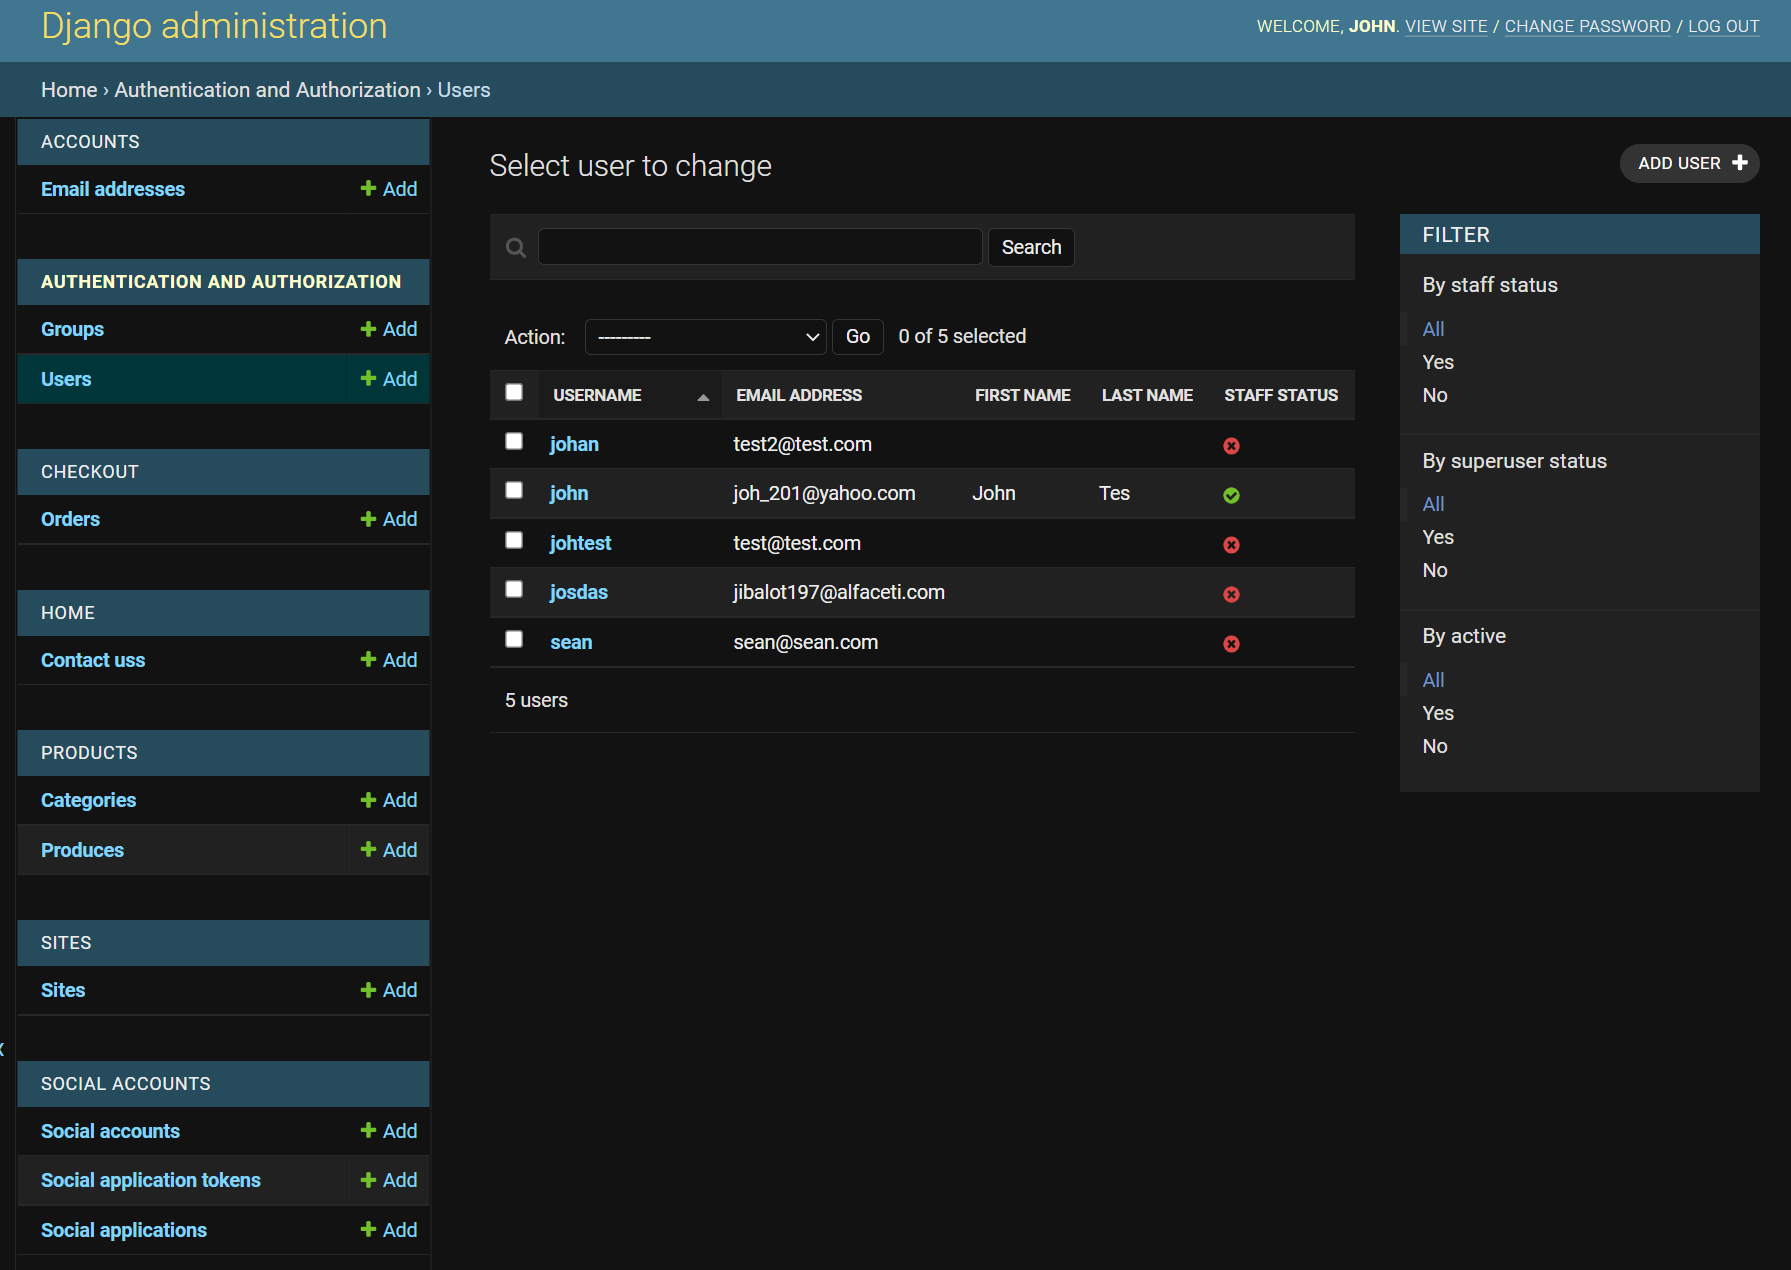 Django administration
WELCOME, JOHN. VIEW SITE / CHANGE PASSWORD / LOG OUT
Home › Authentication and Authorization › Users
ACCOUNTS
Email addresses Add
AUTHENTICATION AND AUTHORIZATION
Groups Add
Users Add
CHECKOUT
Orders Add
HOME
Contact uss Add
PRODUCTS
Categories Add
Produces Add
SITES
Sites Add
SOCIAL ACCOUNTS
Social accounts Add
Social application tokens Add
Social applications Add
Select user to change
ADD USER
Search
Action: --------- Go 0 of 5 selected
USERNAME EMAIL ADDRESS FIRST NAME LAST NAME STAFF STATUS
johan test2@test.com
john joh_201@yahoo.com John Tes
johtest test@test.com
josdas jibalot197@alfaceti.com
sean sean@sean.com
5 users
FILTER
By staff status
All
Yes
No
By superuser status
All
Yes
No
By active
All
Yes
No